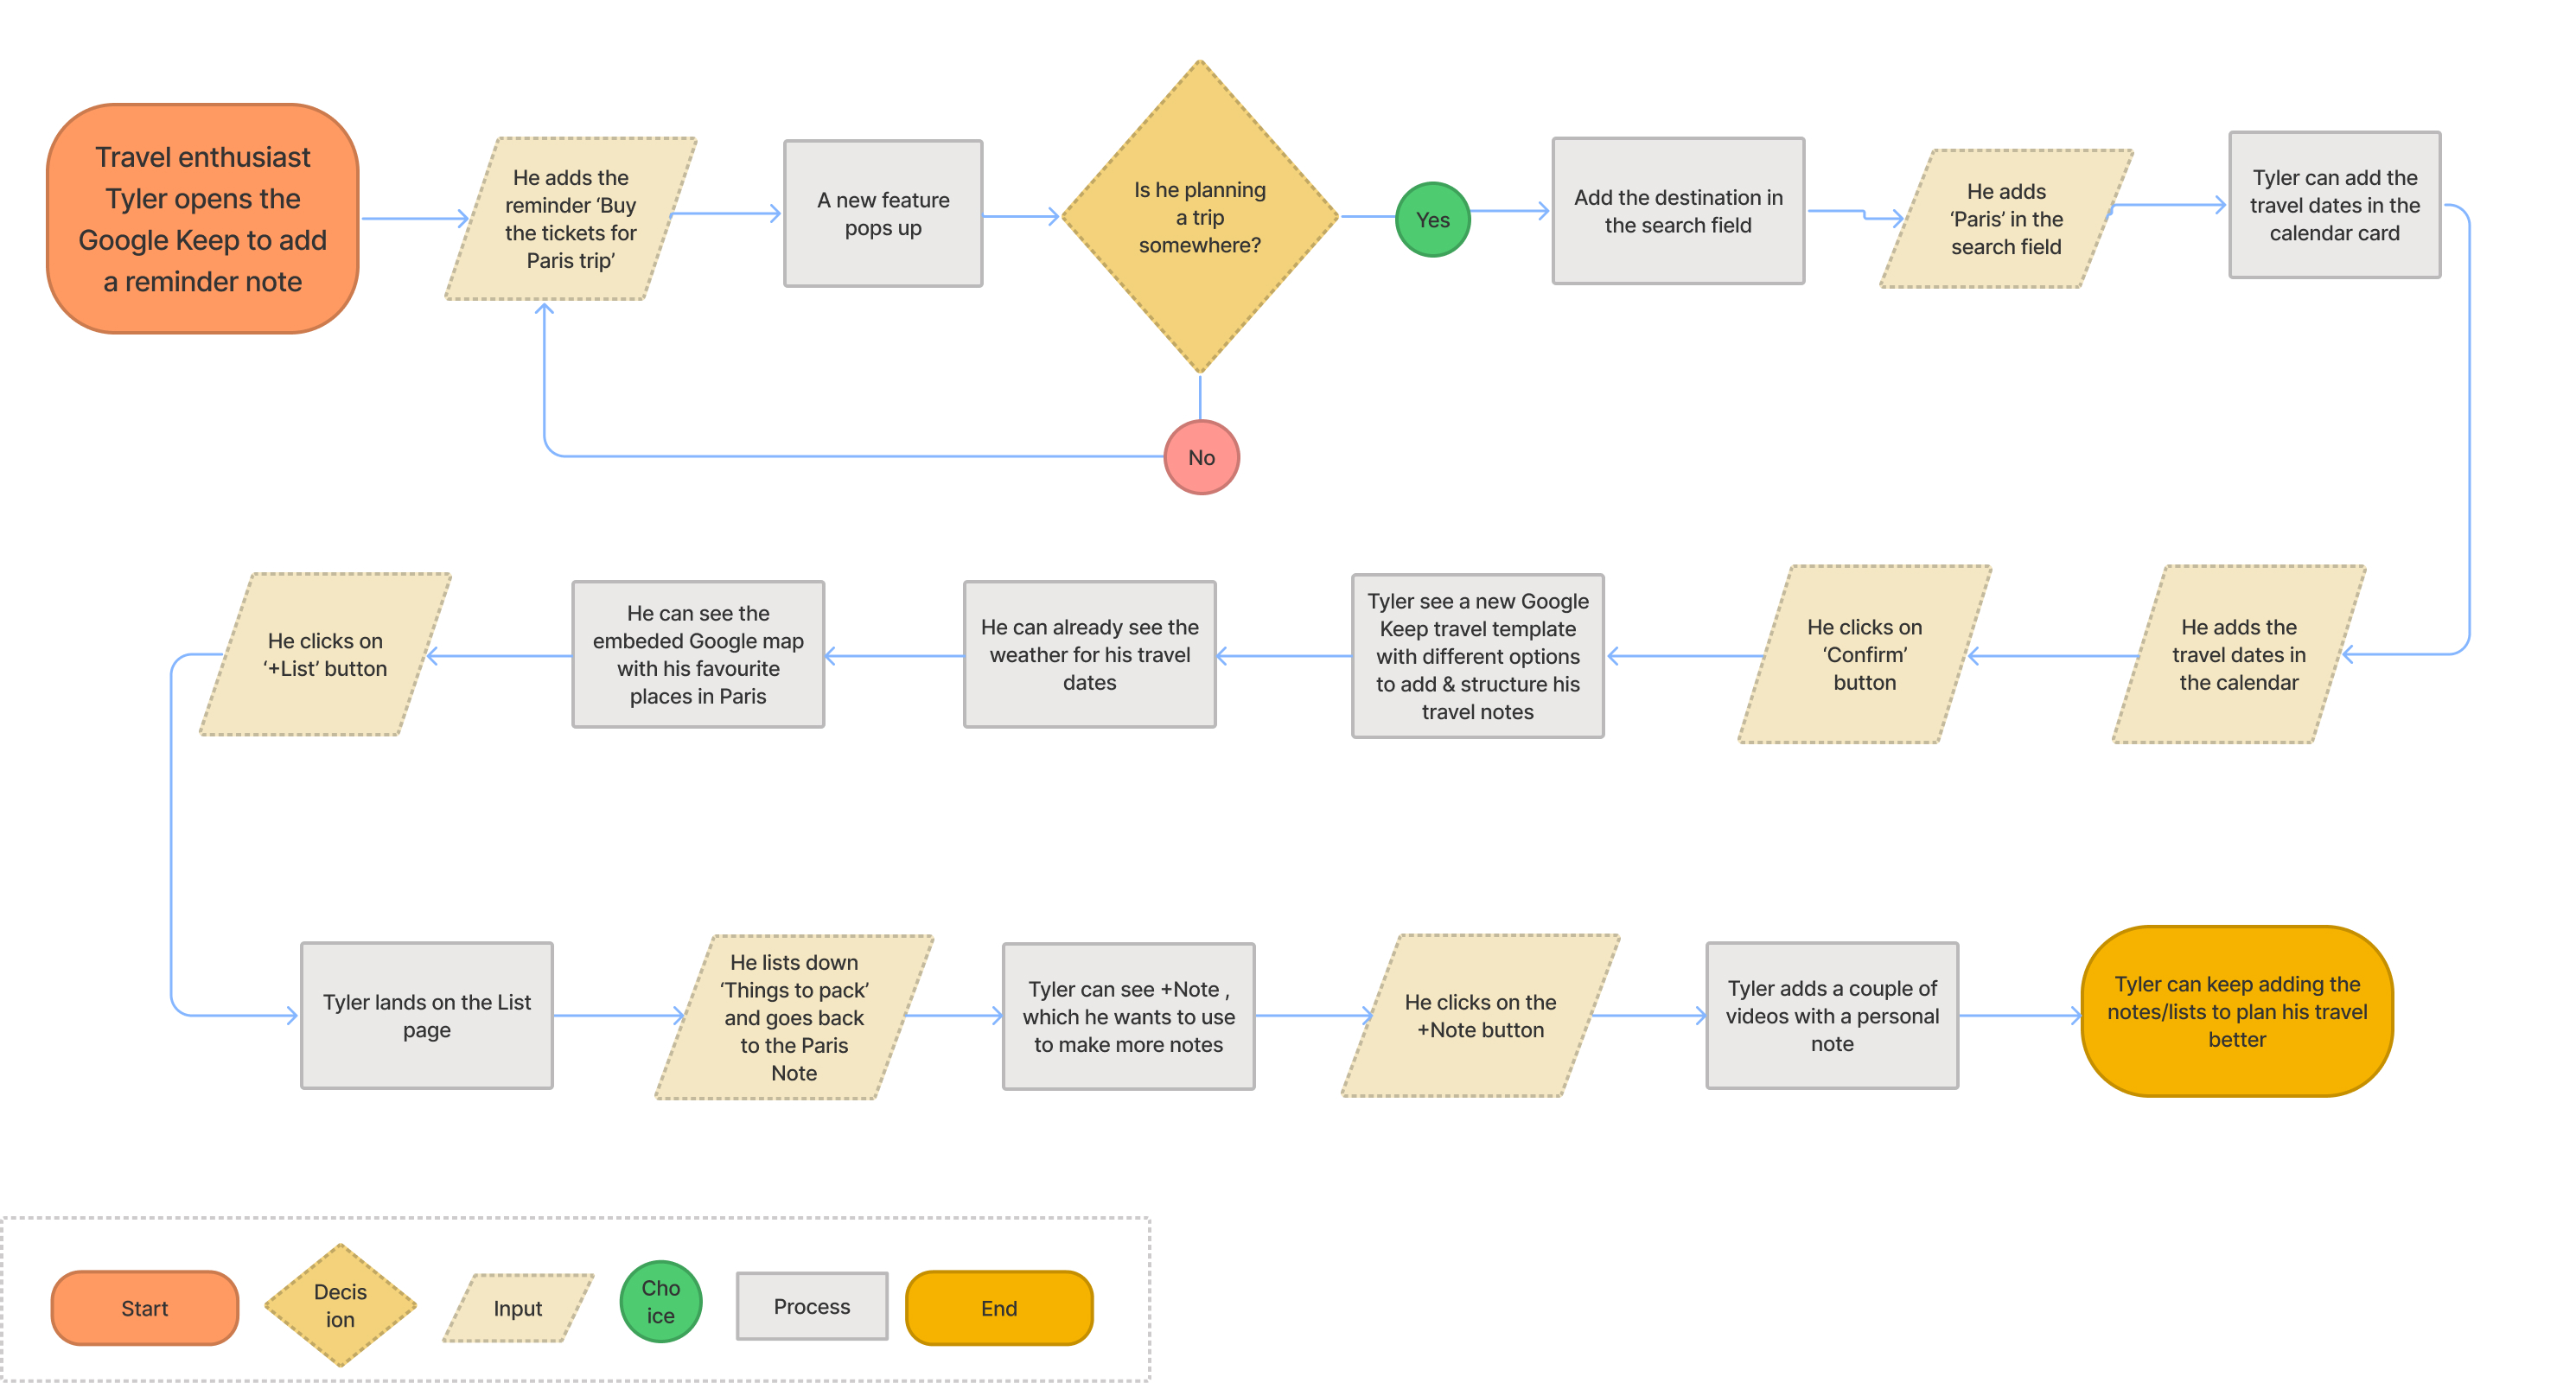 Travel enthusiast
Tyler opens the
Google Keep to add
a reminder note
He adds the
reminder ‘Buy
the tickets for
Paris trip’
A new feature
pops up
Is he planning
a trip
somewhere?
Yes
No
Add the destination in
the search field
He adds
‘Paris’ in the
search field
Tyler can add the
travel dates in the
calendar card
He adds the
travel dates in
the calendar
He clicks on
‘Confirm’
button
Tyler see a new Google
Keep travel template
with different options
to add & structure his
travel notes
He can already see the
weather for his travel
dates
He can see the
embeded Google map
with his favourite
places in Paris
He clicks on
‘+List’ button
Tyler lands on the List
page
He lists down
‘Things to pack’
and goes back
to the Paris
Note
Tyler can see +Note ,
which he wants to use
to make more notes
He clicks on the
+Note button
Tyler adds a couple of
videos with a personal
note
Tyler can keep adding the
notes/lists to plan his travel
better
Start
Decis
ion
Input
Cho
ice
Process
End